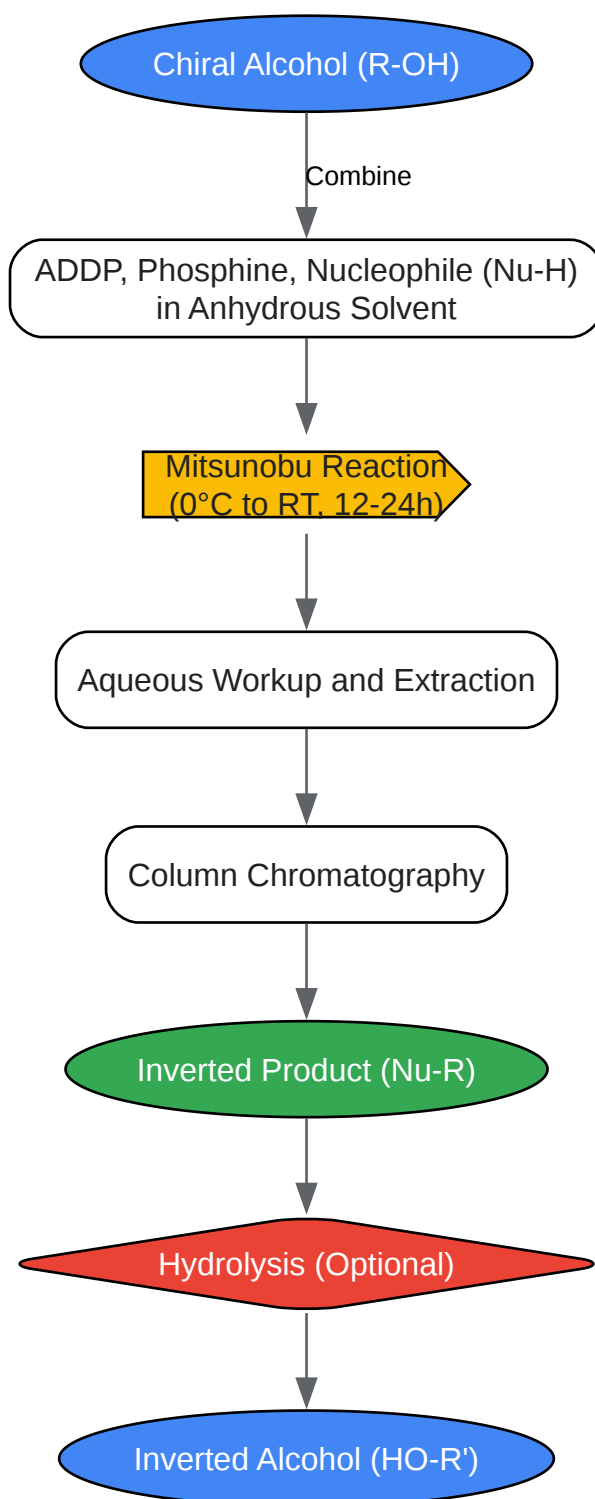 Chiral Alcohol (R-OH)
Combine
ADDP, Phosphine, Nucleophile (Nu-H)
in Anhydrous Solvent
Mitsunobu Reaction
(0°C to RT, 12-24h)
Aqueous Workup and Extraction
Column Chromatography
Inverted Product (Nu-R)
Hydrolysis (Optional)
Inverted Alcohol (HO-R')